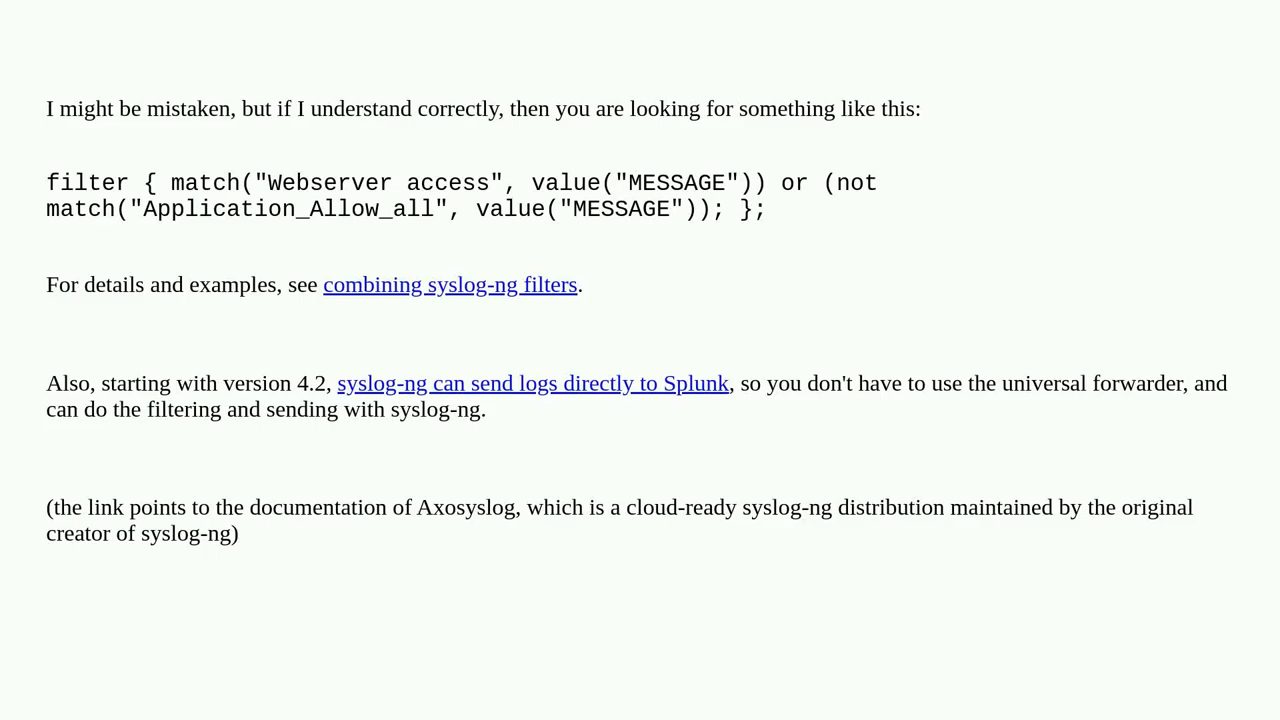 I might be mistaken, but if I understand correctly, then you are looking for something like this:
filter { match("Webserver access", value("MESSAGE")) or (not
match("Application_Allow_all", value("MESSAGE")); };
For details and examples, see combining syslog-ng filters.
Also, starting with version 4.2, syslog-ng can send logs directly to Splunk, so you don't have to use the universal forwarder, and
can do the filtering and sending with syslog-ng.
(the link points to the documentation of Axosyslog, which is a cloud-ready syslog-ng distribution maintained by the original
creator of syslog-ng)